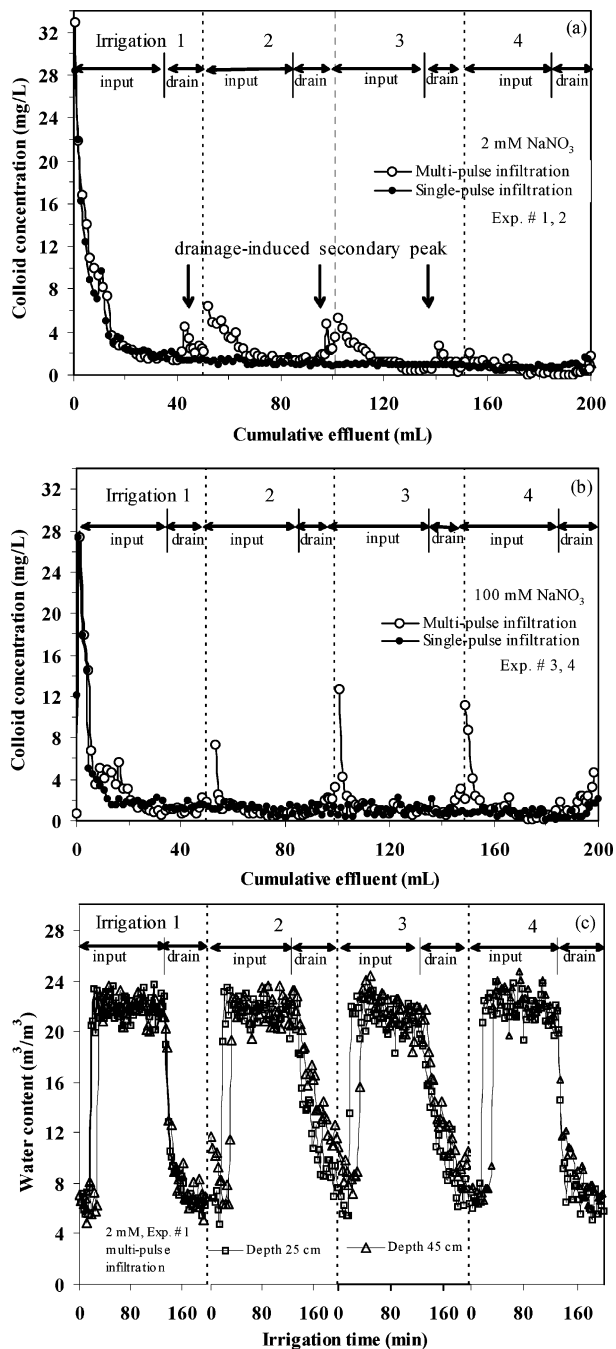 32
28
24
20
16
12
8
4
0
Colloid concentration (mg/L)
Irrigation 1 2 3 4 (a)
input drain input drain input drain input drain
2 mM NaNO3
Multi-pulse infiltration
Single-pulse infiltration
Exp. # 1, 2
drainage-induced secondary peak
0 40 80 120 160 200
Cumulative effluent (mL)
32
28
24
20
16
12
8
4
0
Colloid concentration (mg/L)
Irrigation 1 2 3 4 (b)
input drain input drain input drain input drain
100 mM NaNO3
Multi-pulse infiltration
Single-pulse infiltration
Exp. # 3, 4
0 40 80 120 160 200
Cumulative effluent (mL)
28
24
20
16
12
8
4
0
Water content (m3/m3)
Irrigation 1 2 3 4 (c)
input drain input drain input drain input drain
2 mM, Exp. #1
multi-pulse
infiltration
Depth 25 cm
Depth 45 cm
0 80 160 0 80 160 0 80 160 0 80 160
Irrigation time (min)